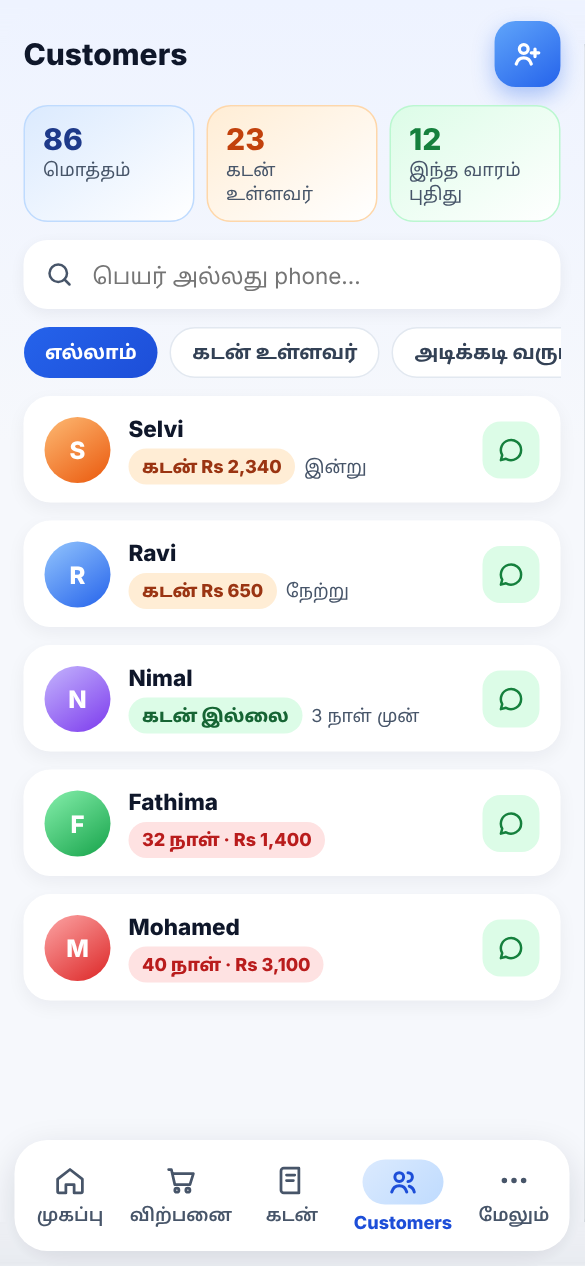 Customers
86
மொத்தம்
23
கடன்
உள்ளவர்
12
இந்த வாரம்
புதிது
பெயர் அல்லது phone...
எல்லாம்
கடன் உள்ளவர்
அடிக்கடி
S
Selvi
கடன் Rs 2,340 இன்று
R
Ravi
கடன் Rs 650 நேற்று
N
Nimal
கடன் இல்லை 3 நாள் முன்
F
Fathima
32 நாள் · Rs 1,400
M
Mohamed
40 நாள் · Rs 3,100
முகப்பு விற்பனை கடன் Customers மேலும்